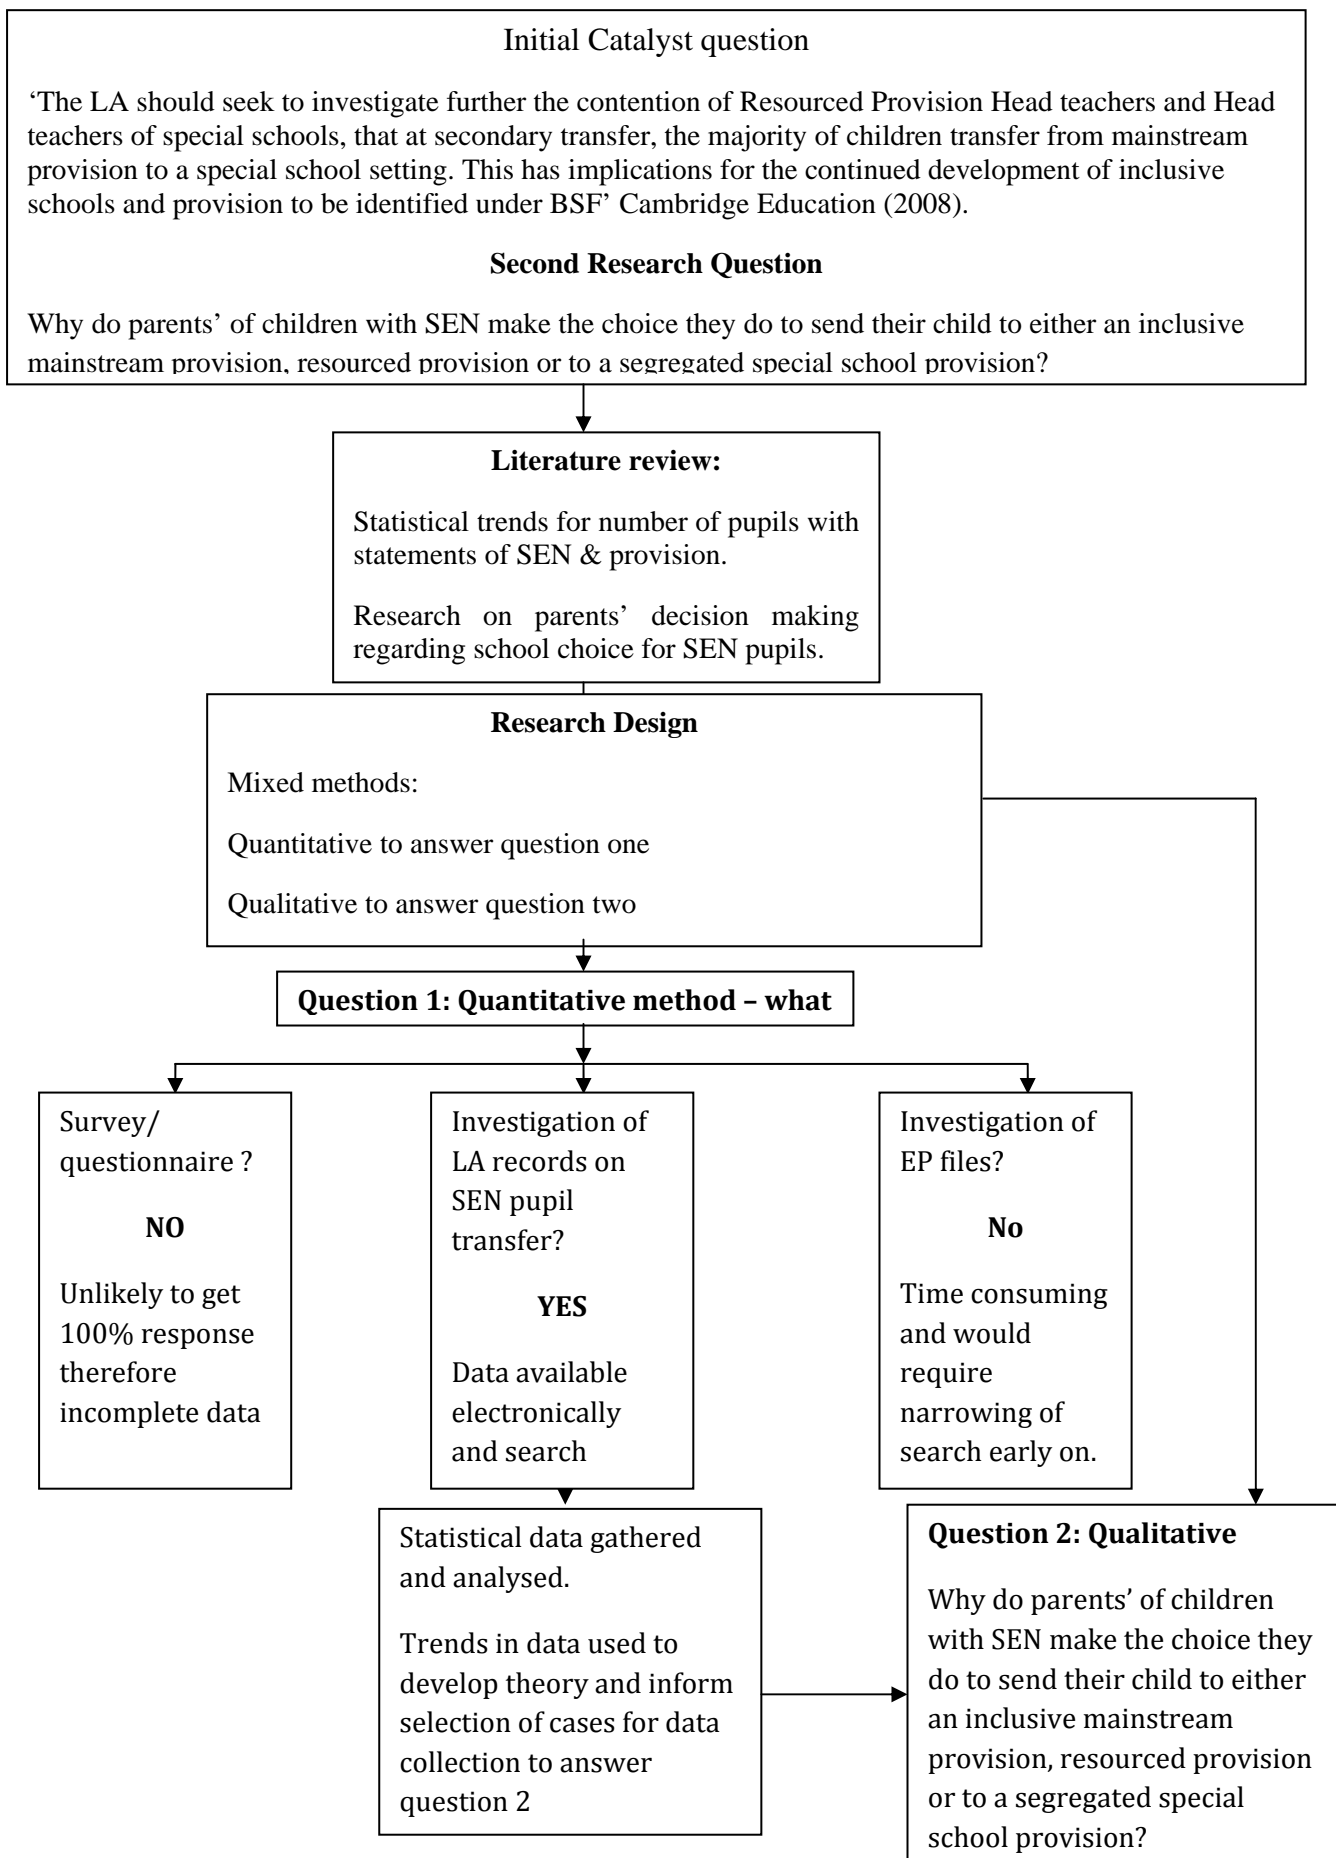 Initial Catalyst question
‘The LA should seek to investigate further the contention of Resourced Provision Head teachers and Head
teachers of special schools, that at secondary transfer, the majority of children transfer from mainstream
provision to a special school setting. This has implications for the continued development of inclusive
schools and provision to be identified under BSF’ Cambridge Education (2008).
Second Research Question
Why do parents’ of children with SEN make the choice they do to send their child to either an inclusive
mainstream provision, resourced provision or to a segregated special school provision?
Literature review:
Statistical trends for number of pupils with
statements of SEN & provision.
Research on parents’ decision making
regarding school choice for SEN pupils.
Research Design
Mixed methods:
Quantitative to answer question one
Qualitative to answer question two
Question 1: Quantitative method – what
Survey/
questionnaire ?
NO
Unlikely to get
100% response
therefore
incomplete data
Investigation of
LA records on
SEN pupil
transfer?
YES
Data available
electronically
and search
Investigation of
EP files?
No
Time consuming
and would
require
narrowing of
search early on.
Statistical data gathered
and analysed.
Trends in data used to
develop theory and inform
selection of cases for data
collection to answer
question 2
Question 2: Qualitative
Why do parents’ of children
with SEN make the choice they
do to send their child to either
an inclusive mainstream
provision, resourced provision
or to a segregated special
school provision?